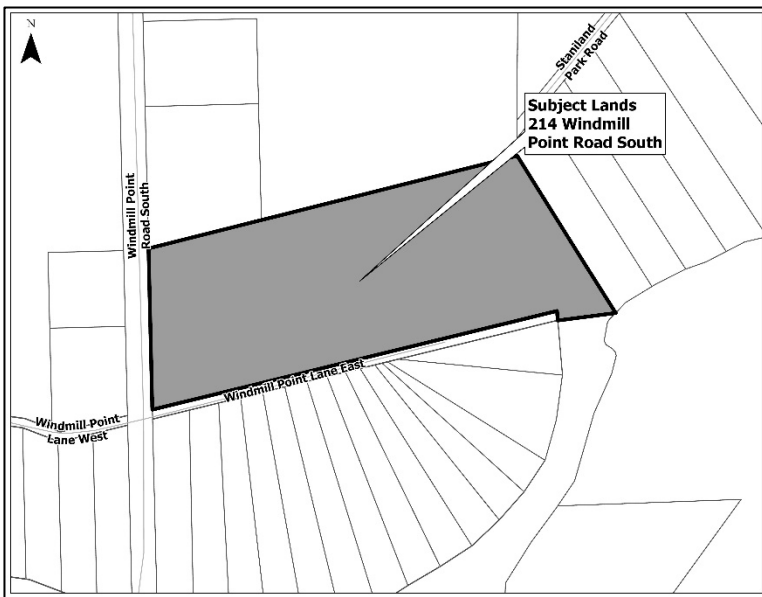 N
Staniland
Park Road
Subject Lands
214 Windmill
Point Road South
Windmill Point
Road South
Windmill Point Lane East
Windmill Point
Lane West